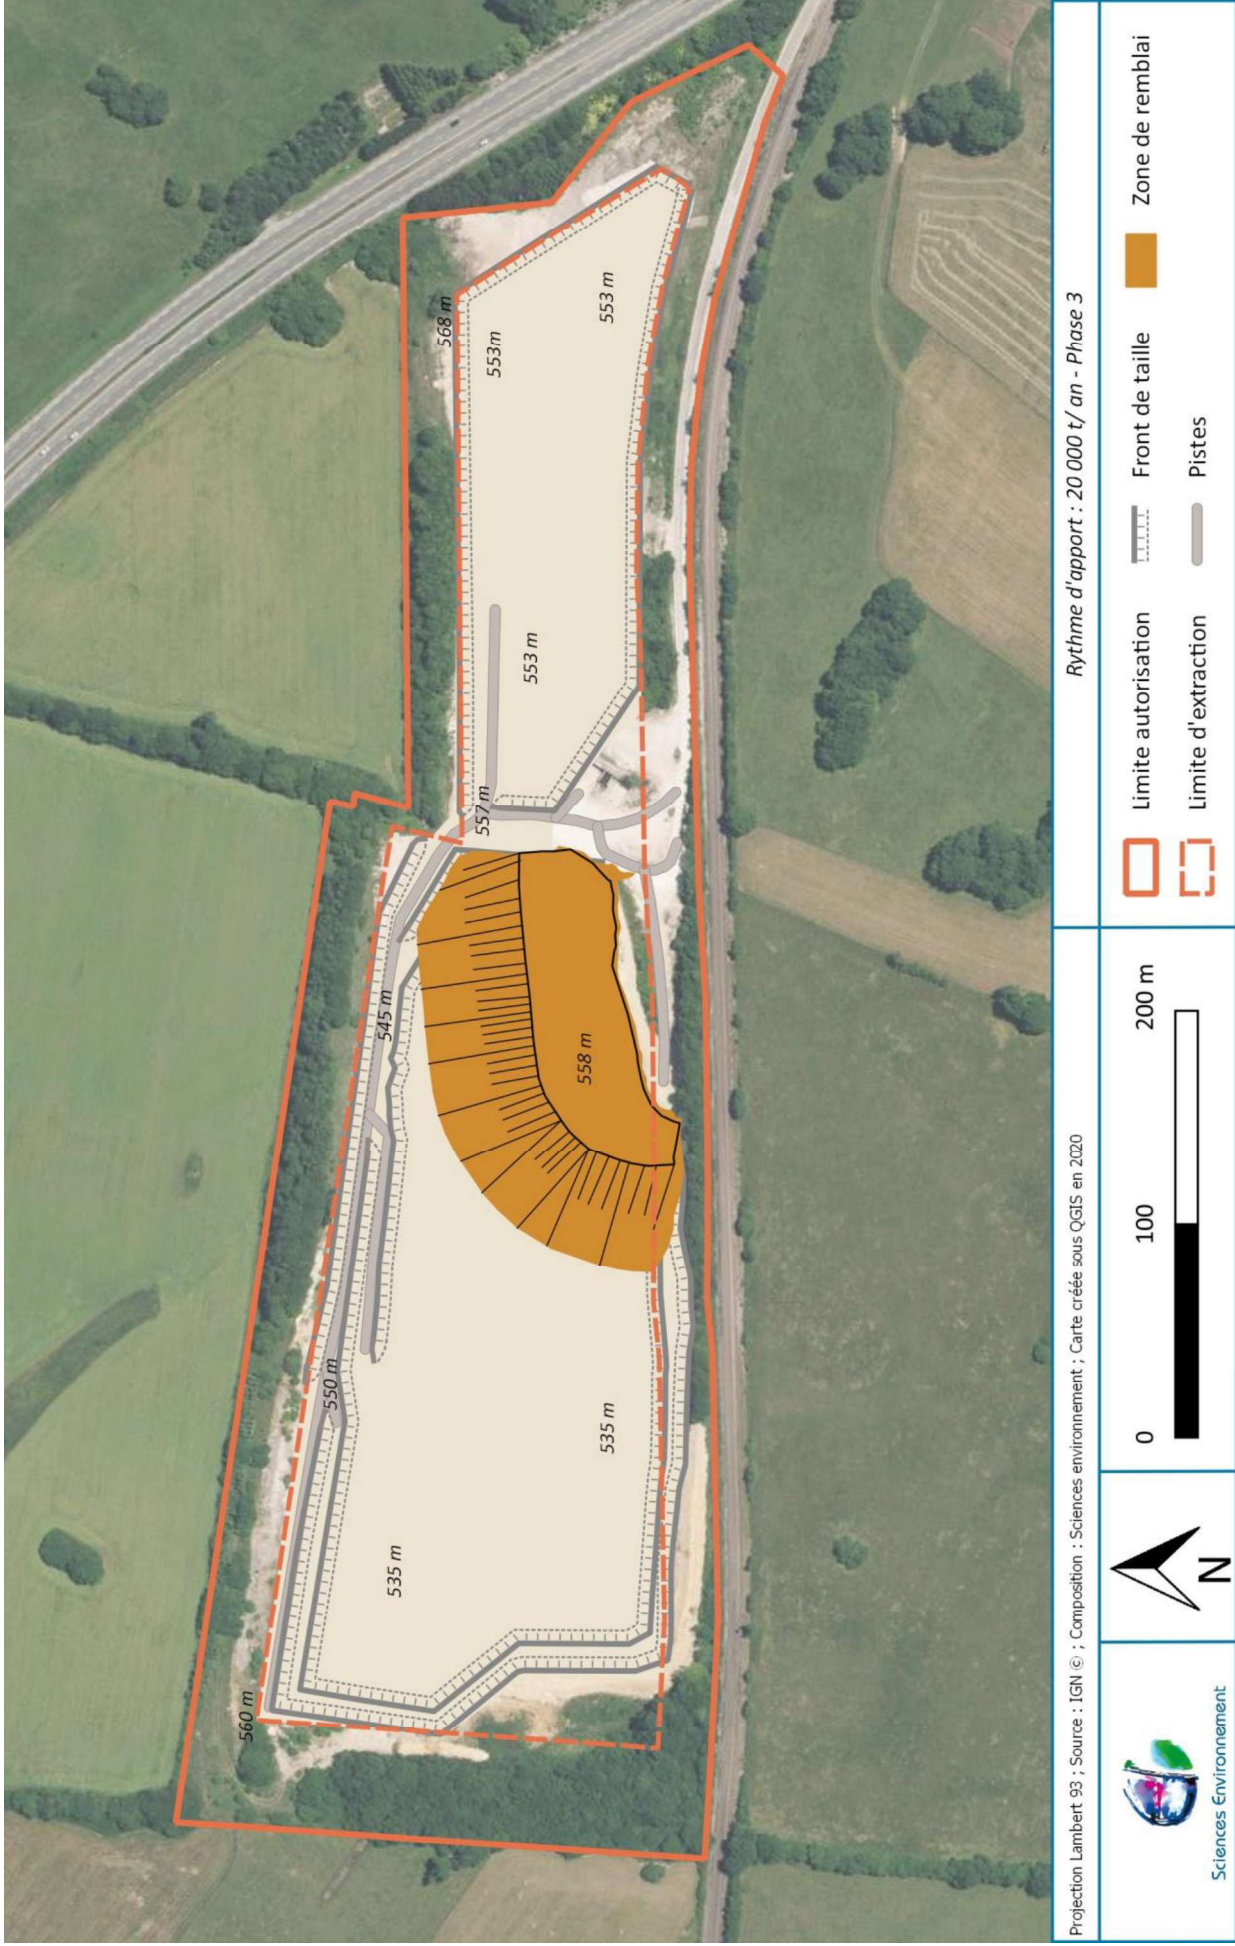 560 m
535 m
535 m
550 m
545 m
558 m
557 m
553 m
568 m
553m
553 m
Projection Lambert 93 ; Source : IGN © ; Composition : Sciences environnement ; Carte créée sous QGIS en 2020
Rythme d'apport : 20 000 t/ an - Phase 3
Sciences Environnement
N
0 100 200 m
Limite autorisation
Front de taille
Zone de remblai
Limite d'extraction
Pistes